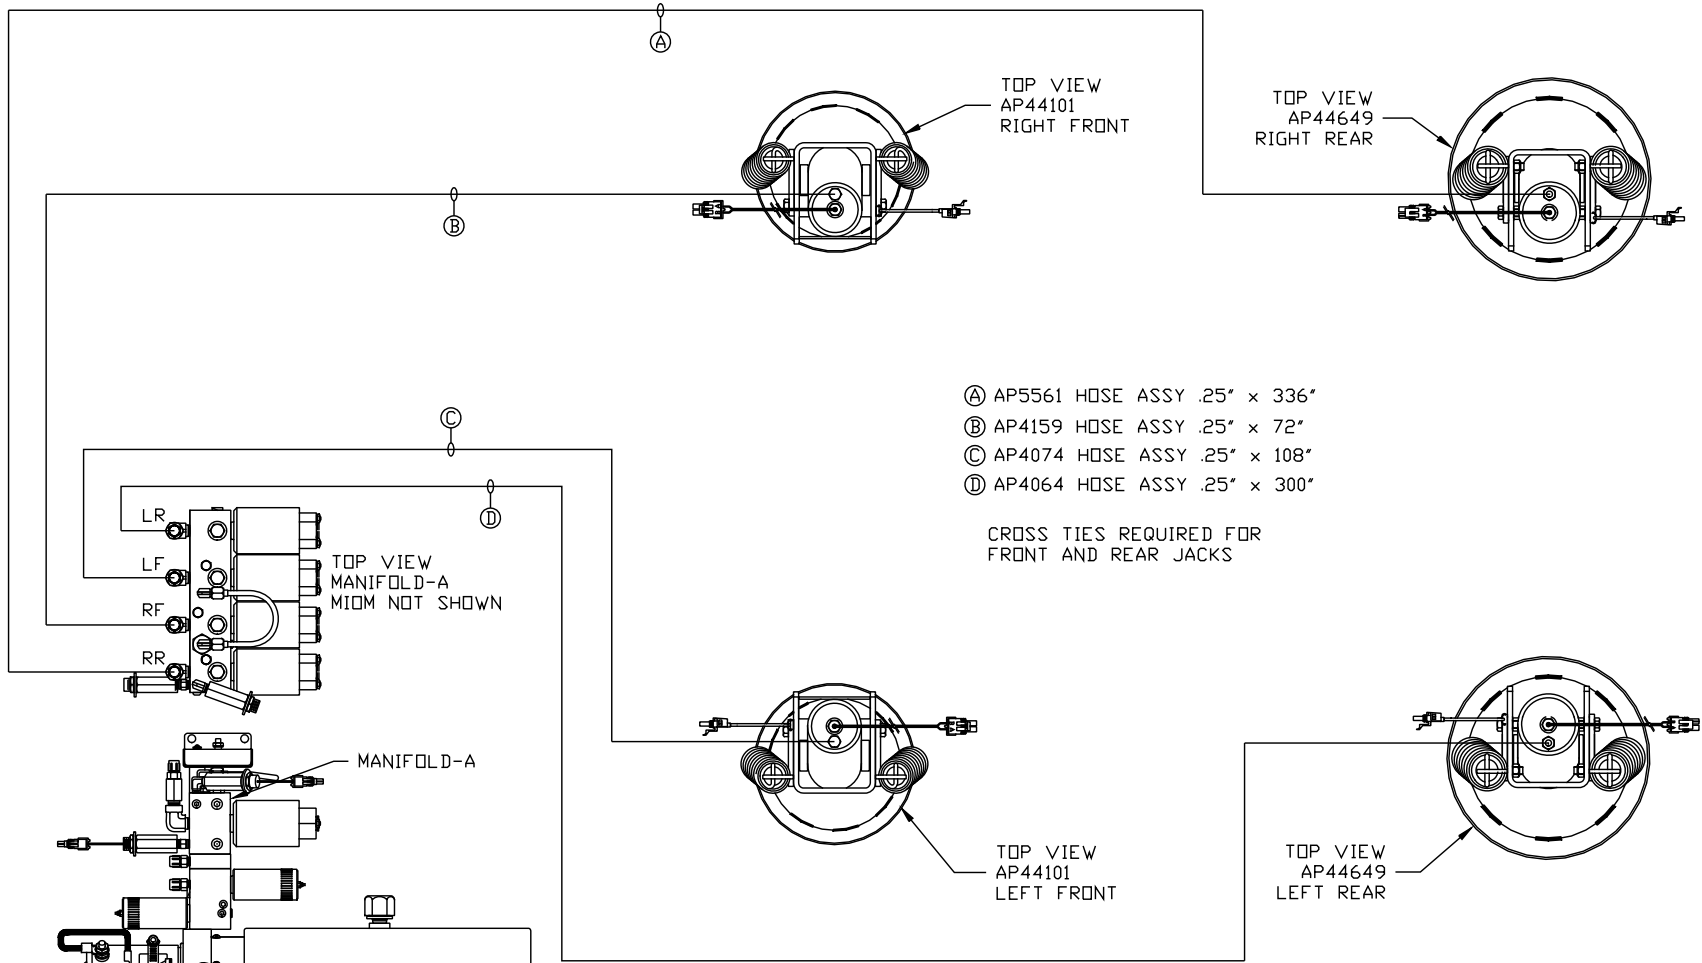 A
TOP VIEW
AP44101
RIGHT FRONT
TOP VIEW
AP44649
RIGHT REAR
B
A AP5561 HOSE ASSY .25" x 336"
B AP4159 HOSE ASSY .25" x 72"
C AP4074 HOSE ASSY .25" x 108"
D AP4064 HOSE ASSY .25" x 300"
CROSS TIES REQUIRED FOR
FRONT AND REAR JACKS
C
D
LR
LF
RF
RR
TOP VIEW
MANIFOLD-A
MIOM NOT SHOWN
MANIFOLD-A
TOP VIEW
AP44101
LEFT FRONT
TOP VIEW
AP44649
LEFT REAR